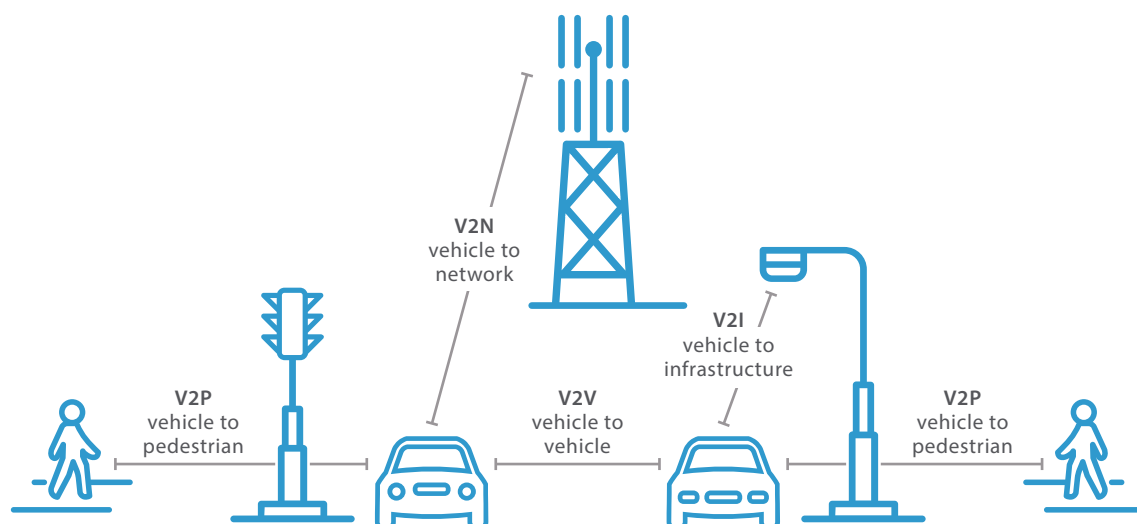 V2N
vehicle to
network
V2I
vehicle to
infrastructure
V2P
vehicle to
pedestrian
V2V
vehicle to
vehicle
V2P
vehicle to
pedestrian